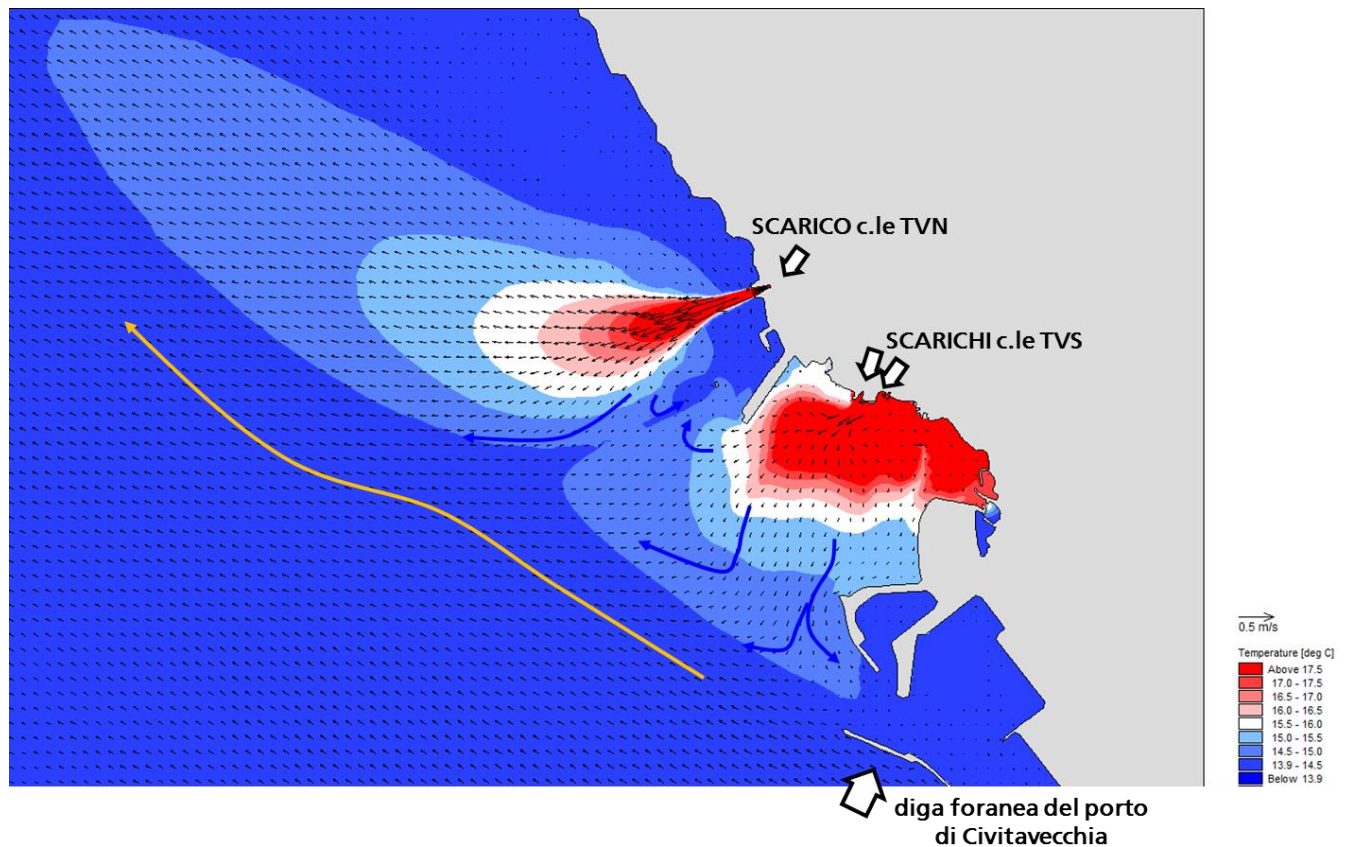 SCARICO c.le TVN
SCARICHI c.le TVS
0.5 m/s
Temperature [deg C]
Above 17.5
17.0 - 17.5
16.5 - 17.0
16.0 - 16.5
15.5 - 16.0
15.0 - 15.5
14.5 - 15.0
13.9 - 14.5
Below 13.9
diga foranea del porto
di Civitavecchia